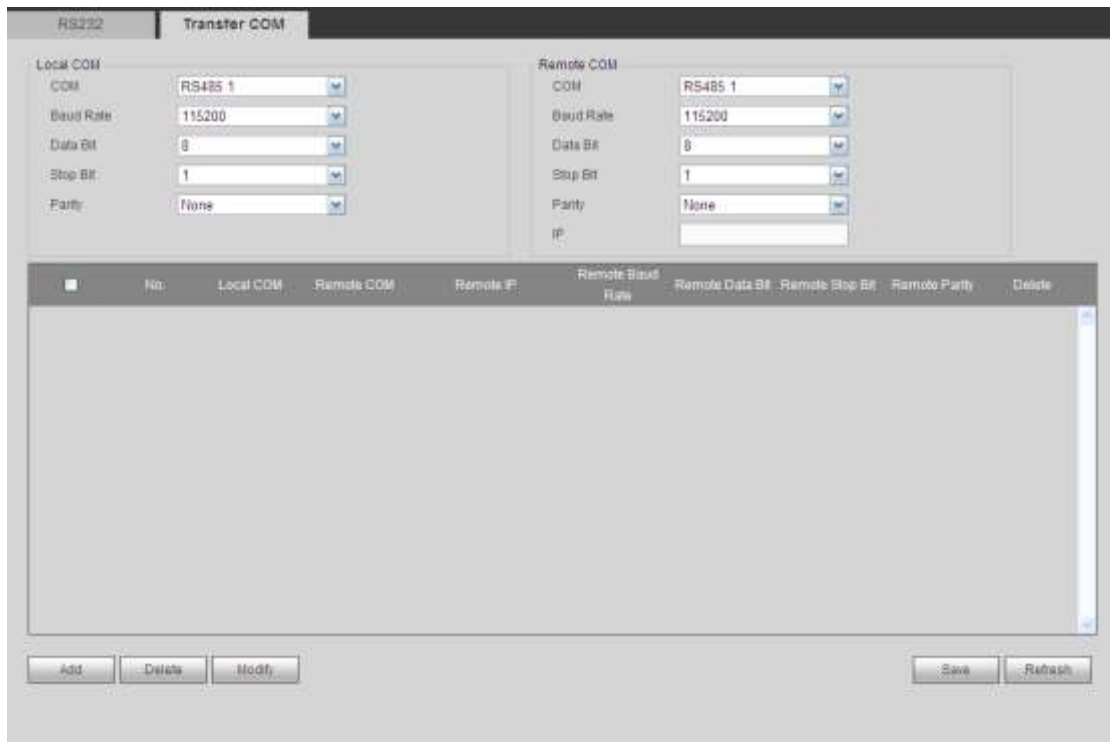 RS232 Transfer COM
Local COM Remote COM
COM RS485 1 COM RS485 1
Baud Rate 115200 Baud Rate 115200
Data Bit 8 Data Bit 8
Stop Bit 1 Stop Bit 1
Parity None Parity None
IP
No. Local COM Remote COM Remote IP Remote Baud Rate Remote Data Bit Remote Stop Bit Remote Parity Delete
Add Delete Modify Save Refresh